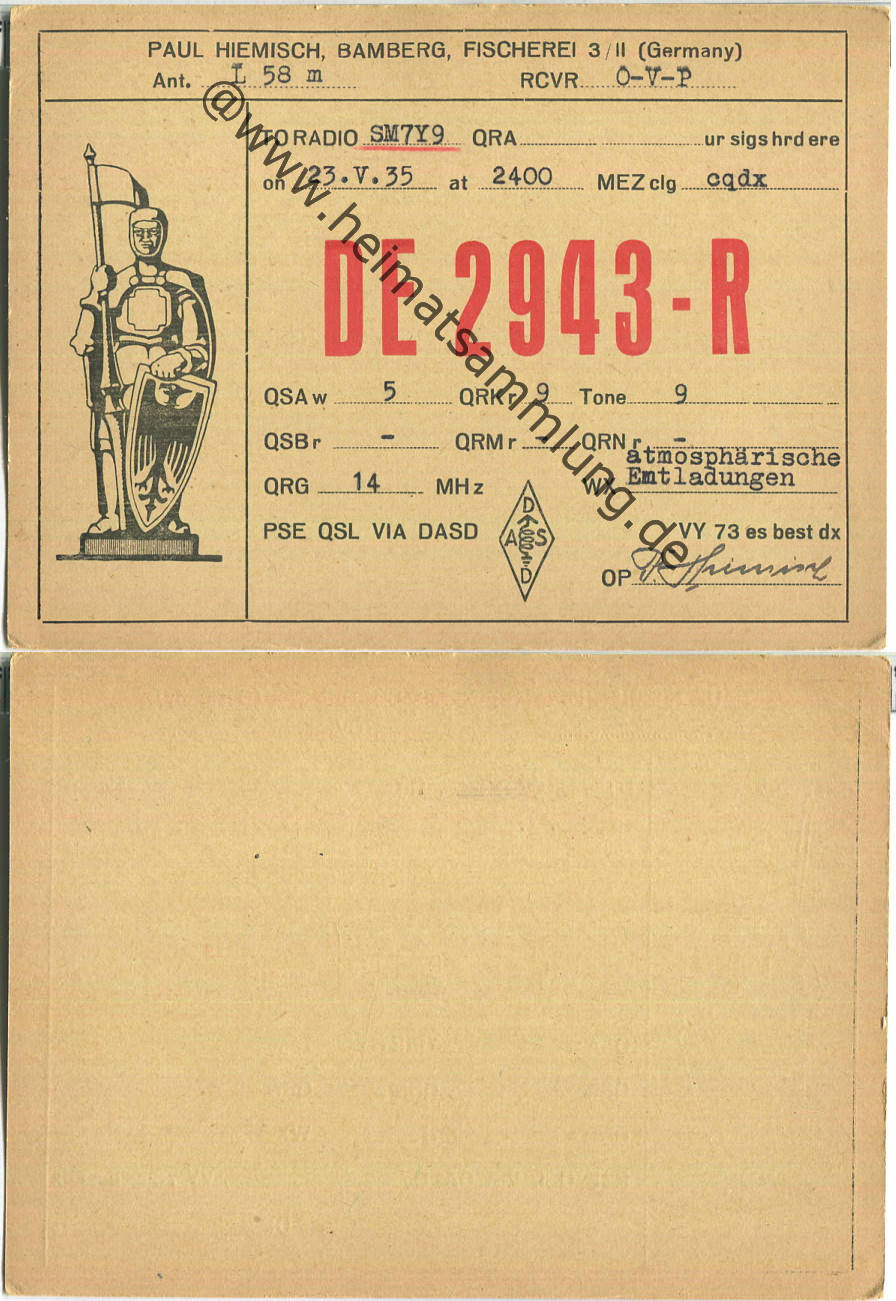 PAUL HIEMISCH, BAMBERG, FISCHEREI 3/II (Germany)
Ant. L 58 m RCVR O-V-P
TO RADIO SM7Y9 QRA ur sigs hrd ere
on 23.V.35 at 2400 MEZ clg cqdx
DE 2943-R
QSA w 5 QRK r 9 Tone 9
QSB r - QRM r - QRN r -
QRG 14 MHz WX atmosphärische
Emtladungen
PSE QSL VIA DASD VY 73 es best dx
D
A S
D
OP P. Hiemisch
@www.heimatsammlung.de